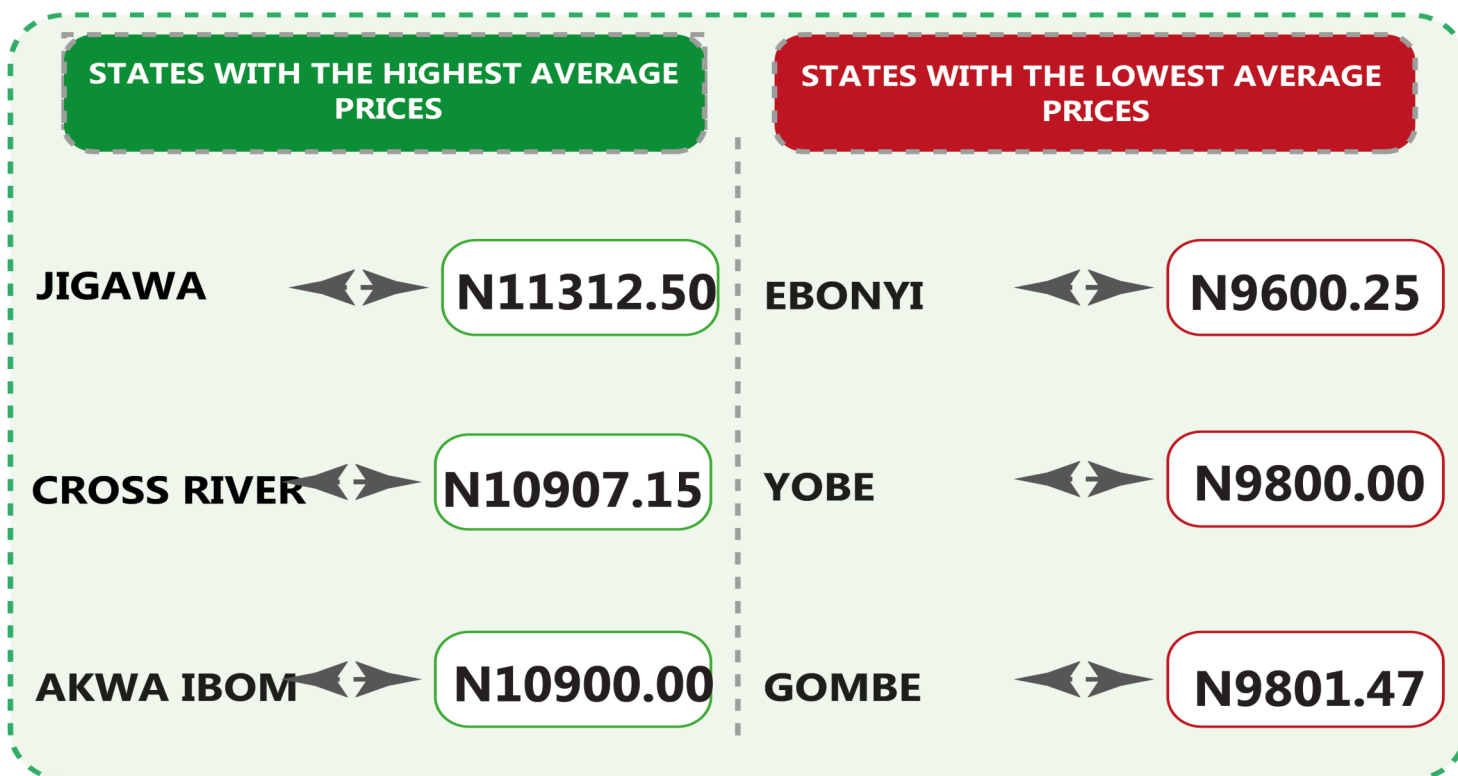 STATES WITH THE HIGHEST AVERAGE
PRICES
JIGAWA
N11312.50
CROSS RIVER
N10907.15
AKWA IBOM
N10900.00
STATES WITH THE LOWEST AVERAGE
PRICES
EBONYI
N9600.25
YOBE
N9800.00
GOMBE
N9801.47